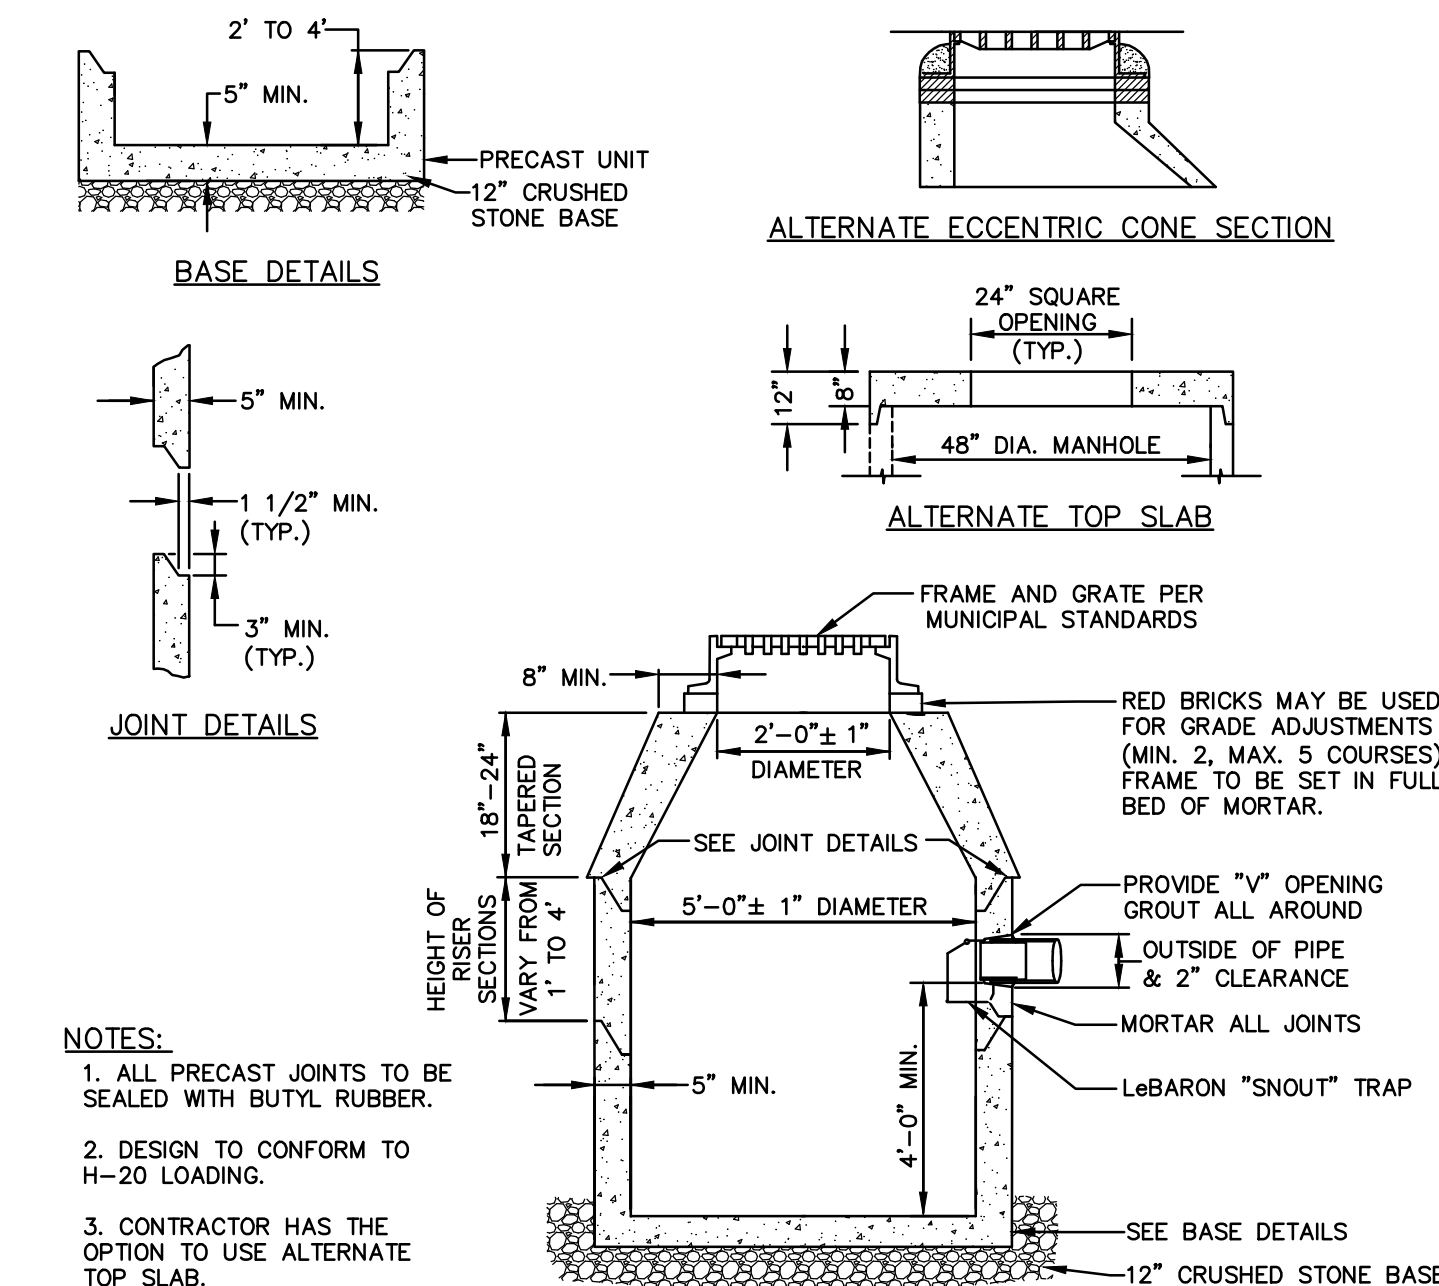 2' TO 4'
5" MIN.
PRECAST UNIT
12" CRUSHED
STONE BASE
BASE DETAILS
ALTERNATE ECCENTRIC CONE SECTION
24" SQUARE
OPENING
(TYP.)
12"
8"
48" DIA. MANHOLE
ALTERNATE TOP SLAB
5" MIN.
1 1/2" MIN.
(TYP.)
3" MIN.
(TYP.)
JOINT DETAILS
FRAME AND GRATE PER
MUNICIPAL STANDARDS
8" MIN.
RED BRICKS MAY BE USED
FOR GRADE ADJUSTMENTS
(MIN. 2, MAX. 5 COURSES)
FRAME TO BE SET IN FULL
BED OF MORTAR.
2'-0"± 1"
DIAMETER
18"-24"
TAPERED
SECTION
SEE JOINT DETAILS
HEIGHT OF
RISER
SECTIONS
VARY FROM
1' TO 4'
5'-0"± 1" DIAMETER
PROVIDE "V" OPENING
GROUT ALL AROUND
OUTSIDE OF PIPE
& 2" CLEARANCE
MORTAR ALL JOINTS
LeBARON "SNOUT" TRAP
5" MIN.
4'-0" MIN.
SEE BASE DETAILS
12" CRUSHED STONE BASE
NOTES:
1. ALL PRECAST JOINTS TO BE
SEALED WITH BUTYL RUBBER.
2. DESIGN TO CONFORM TO
H-20 LOADING.
3. CONTRACTOR HAS THE
OPTION TO USE ALTERNATE
TOP SLAB.